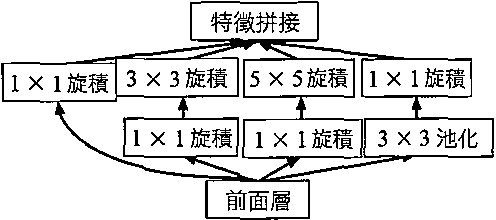 特徵拼接
1 × 1旋積
3 × 3旋積
5 × 5旋積
1 × 1旋積
1 × 1旋積
1 × 1旋積
3 × 3 池化
前面層